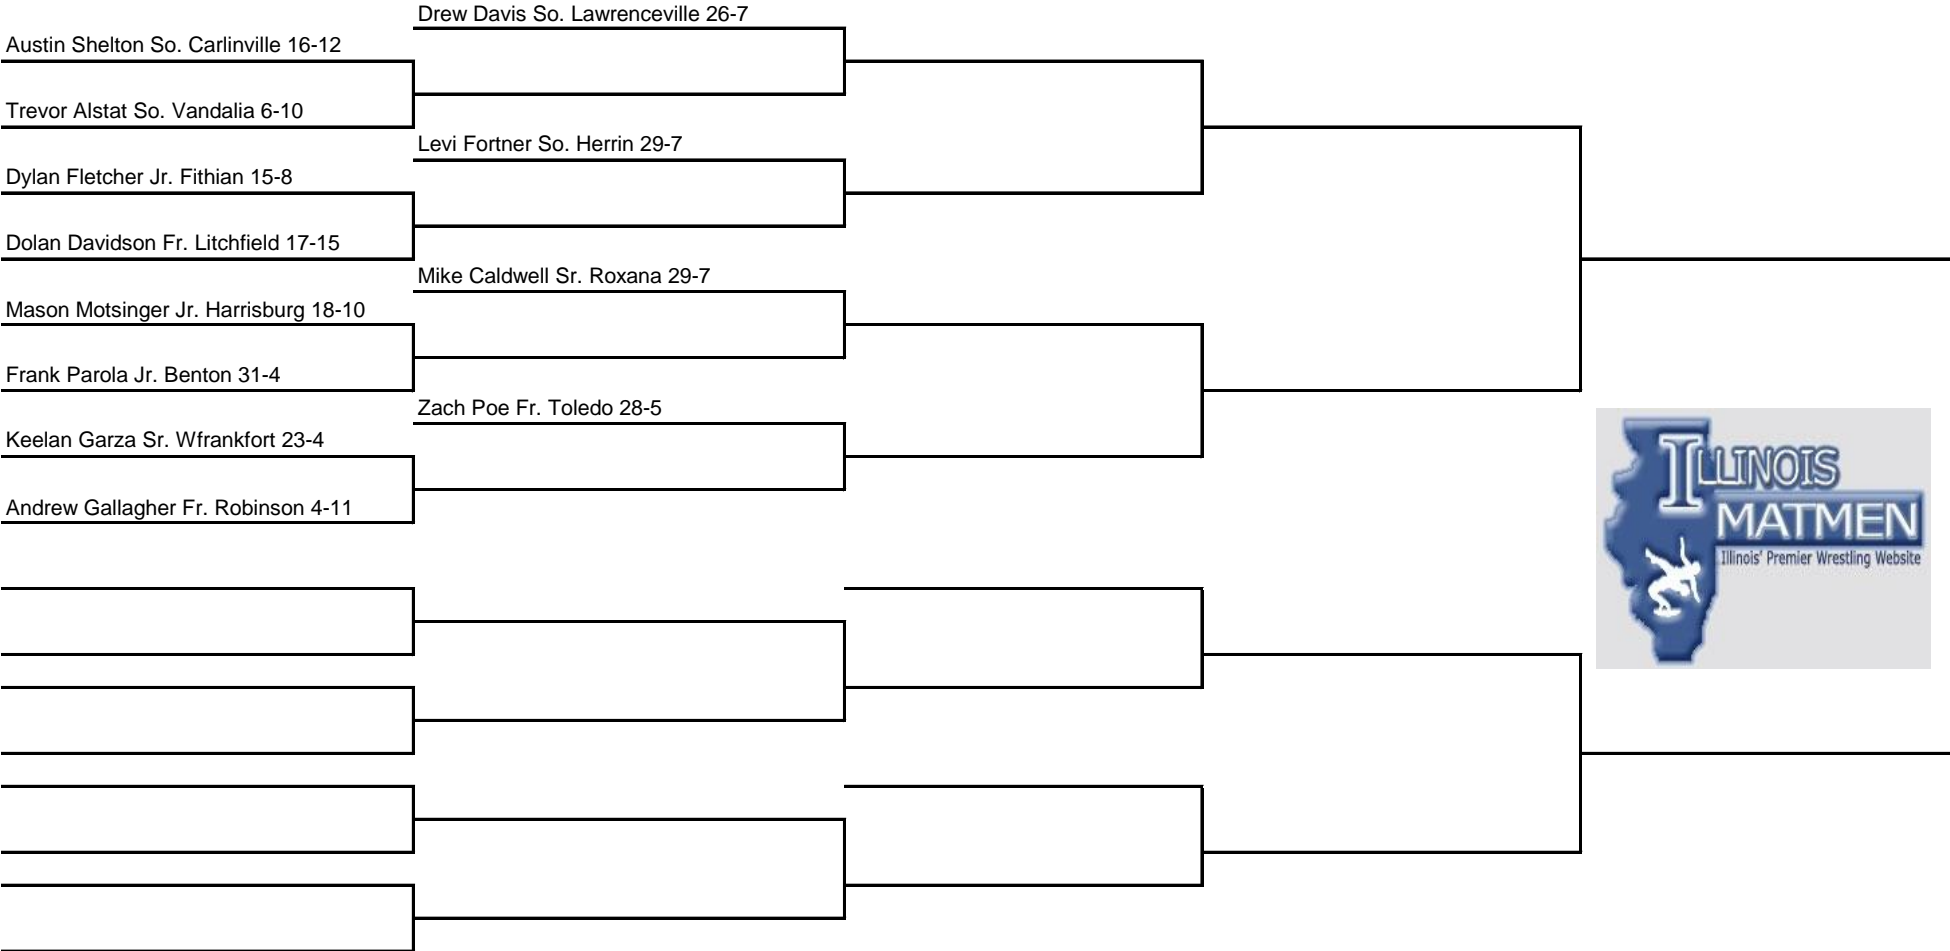 Drew Davis So. Lawrenceville 26-7
Austin Shelton So. Carlinville 16-12
Trevor Alstat So. Vandalia 6-10
Levi Fortner So. Herrin 29-7
Dylan Fletcher Jr. Fithian 15-8
Dolan Davidson Fr. Litchfield 17-15
Mike Caldwell Sr. Roxana 29-7
Mason Motsinger Jr. Harrisburg 18-10
Frank Parola Jr. Benton 31-4
Zach Poe Fr. Toledo 28-5
Keelan Garza Sr. Wfrankfort 23-4
Andrew Gallagher Fr. Robinson 4-11
ILLINOIS
MATMEN
Illinois' Premier Wrestling Website